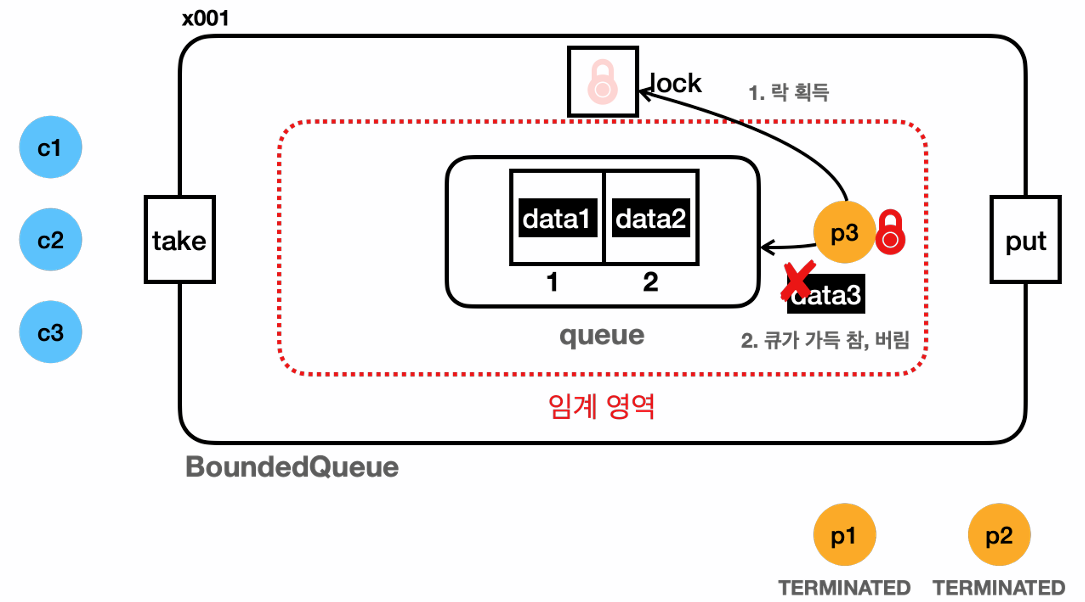 x001
lock
1. 락 획득
c1
c2
c3
take
data1
data2
1
2
queue
p3
data3
2. 큐가 가득 참, 버림
put
임계 영역
BoundedQueue
p1
p2
TERMINATED
TERMINATED